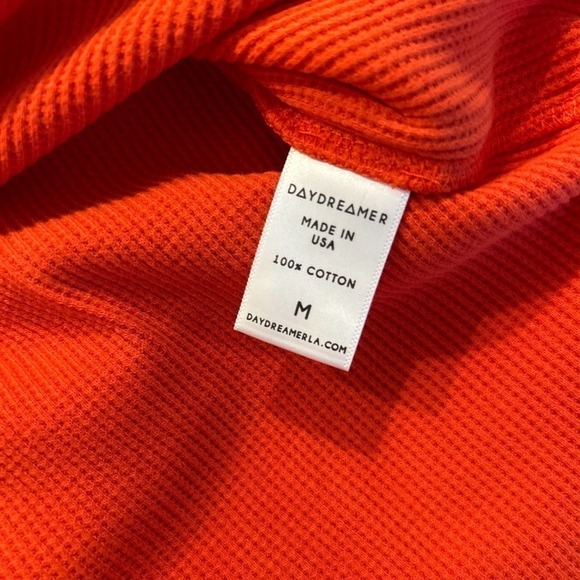 DAYDREAMER
MADE IN
USA
100% COTTON
M
DAYDREAMERLA.COM